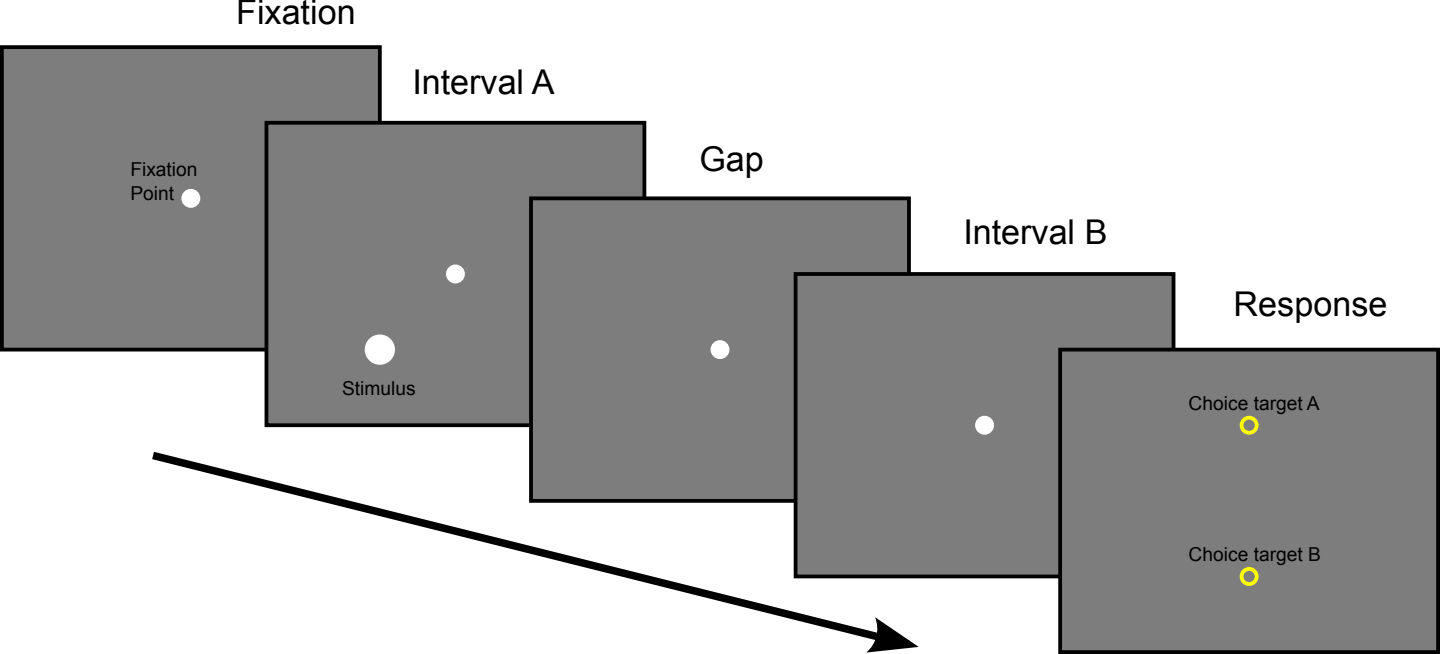 Fixation
Interval A
Gap
Interval B
Response
Fixation
Point
Stimulus
Choice target A
Choice target B